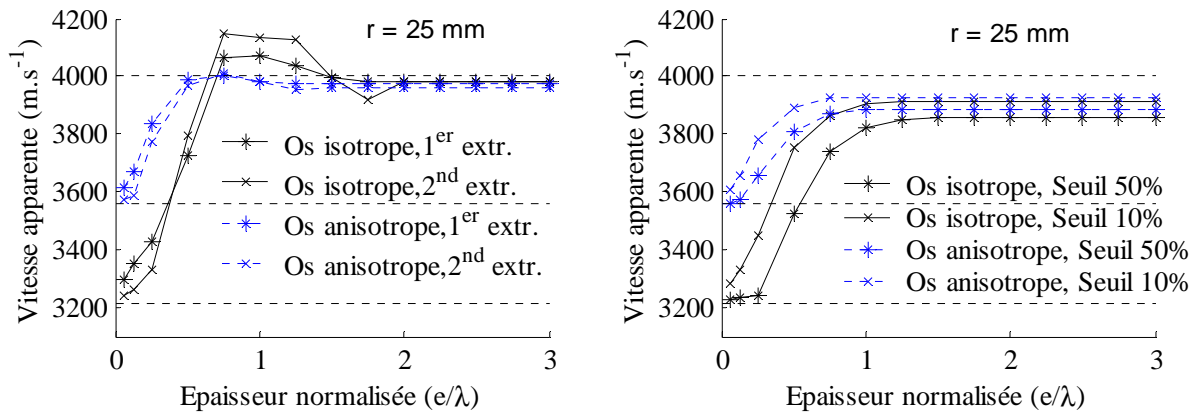 4200
4000
3800
3600
3400
3200
Vitesse apparente (m.s⁻¹)
r = 25 mm
Os isotrope,1er extr.
Os isotrope,2nd extr.
Os anisotrope,1er extr.
Os anisotrope,2nd extr.
0 1 2 3
Epaisseur normalisée (e/λ)
4200
4000
3800
3600
3400
3200
Vitesse apparente (m.s⁻¹)
r = 25 mm
Os isotrope, Seuil 50%
Os isotrope, Seuil 10%
Os anisotrope, Seuil 50%
Os anisotrope, Seuil 10%
0 1 2 3
Epaisseur normalisée (e/λ)